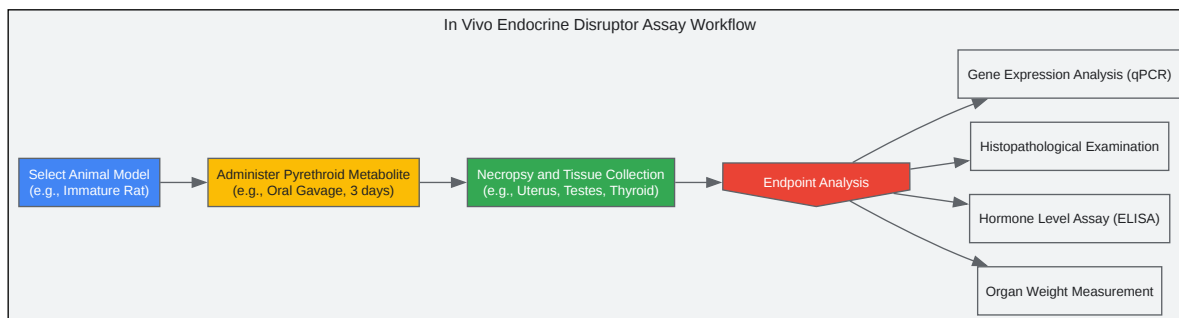 In Vivo Endocrine Disruptor Assay Workflow
Select Animal Model
(e.g., Immature Rat)
Administer Pyrethroid Metabolite
(e.g., Oral Gavage, 3 days)
Necropsy and Tissue Collection
(e.g., Uterus, Testes, Thyroid)
Endpoint Analysis
Gene Expression Analysis (qPCR)
Histopathological Examination
Hormone Level Assay (ELISA)
Organ Weight Measurement